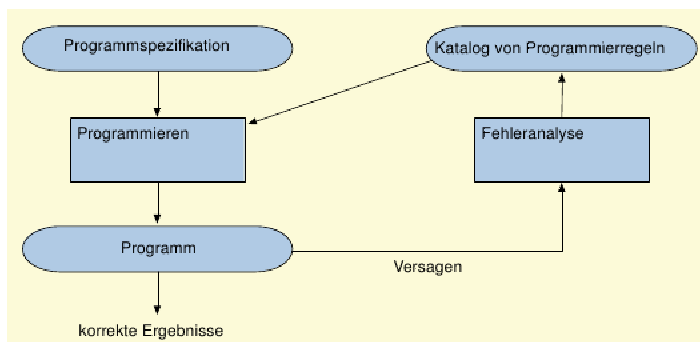 Programmspezifikation
Katalog von Programmierregeln
Programmieren
Fehleranalyse
Programm
Versagen
korrekte Ergebnisse